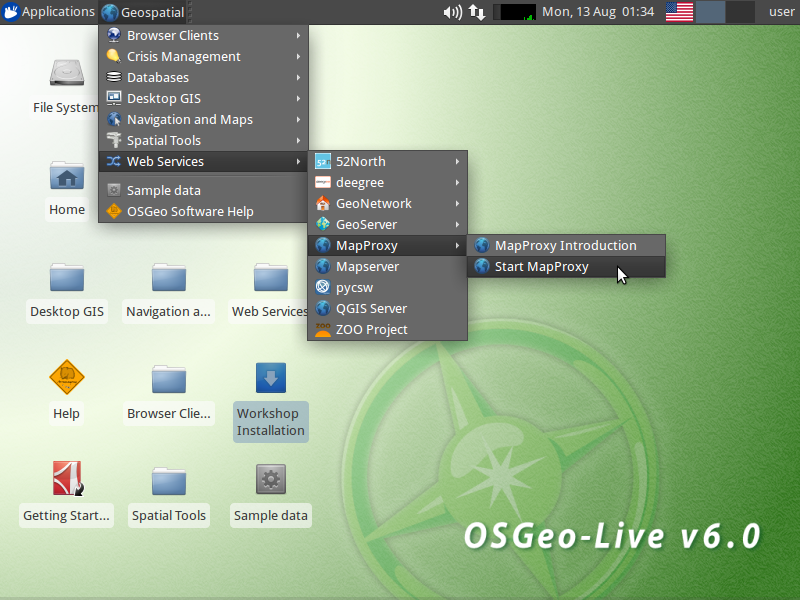 Applications
Geospatial
Mon, 13 Aug 01:34
user
Browser Clients
Crisis Management
Databases
Desktop GIS
Navigation and Maps
Spatial Tools
Web Services
Sample data
OSGeo Software Help
52North
deegree
GeoNetwork
GeoServer
MapProxy
Mapserver
pycsw
QGIS Server
ZOO Project
MapProxy Introduction
Start MapProxy
File System
Home
Desktop GIS
Navigation a...
Web Services
Help
Browser Clie...
Workshop
Installation
Getting Start...
Spatial Tools
Sample data
OSGeo-Live v6.0